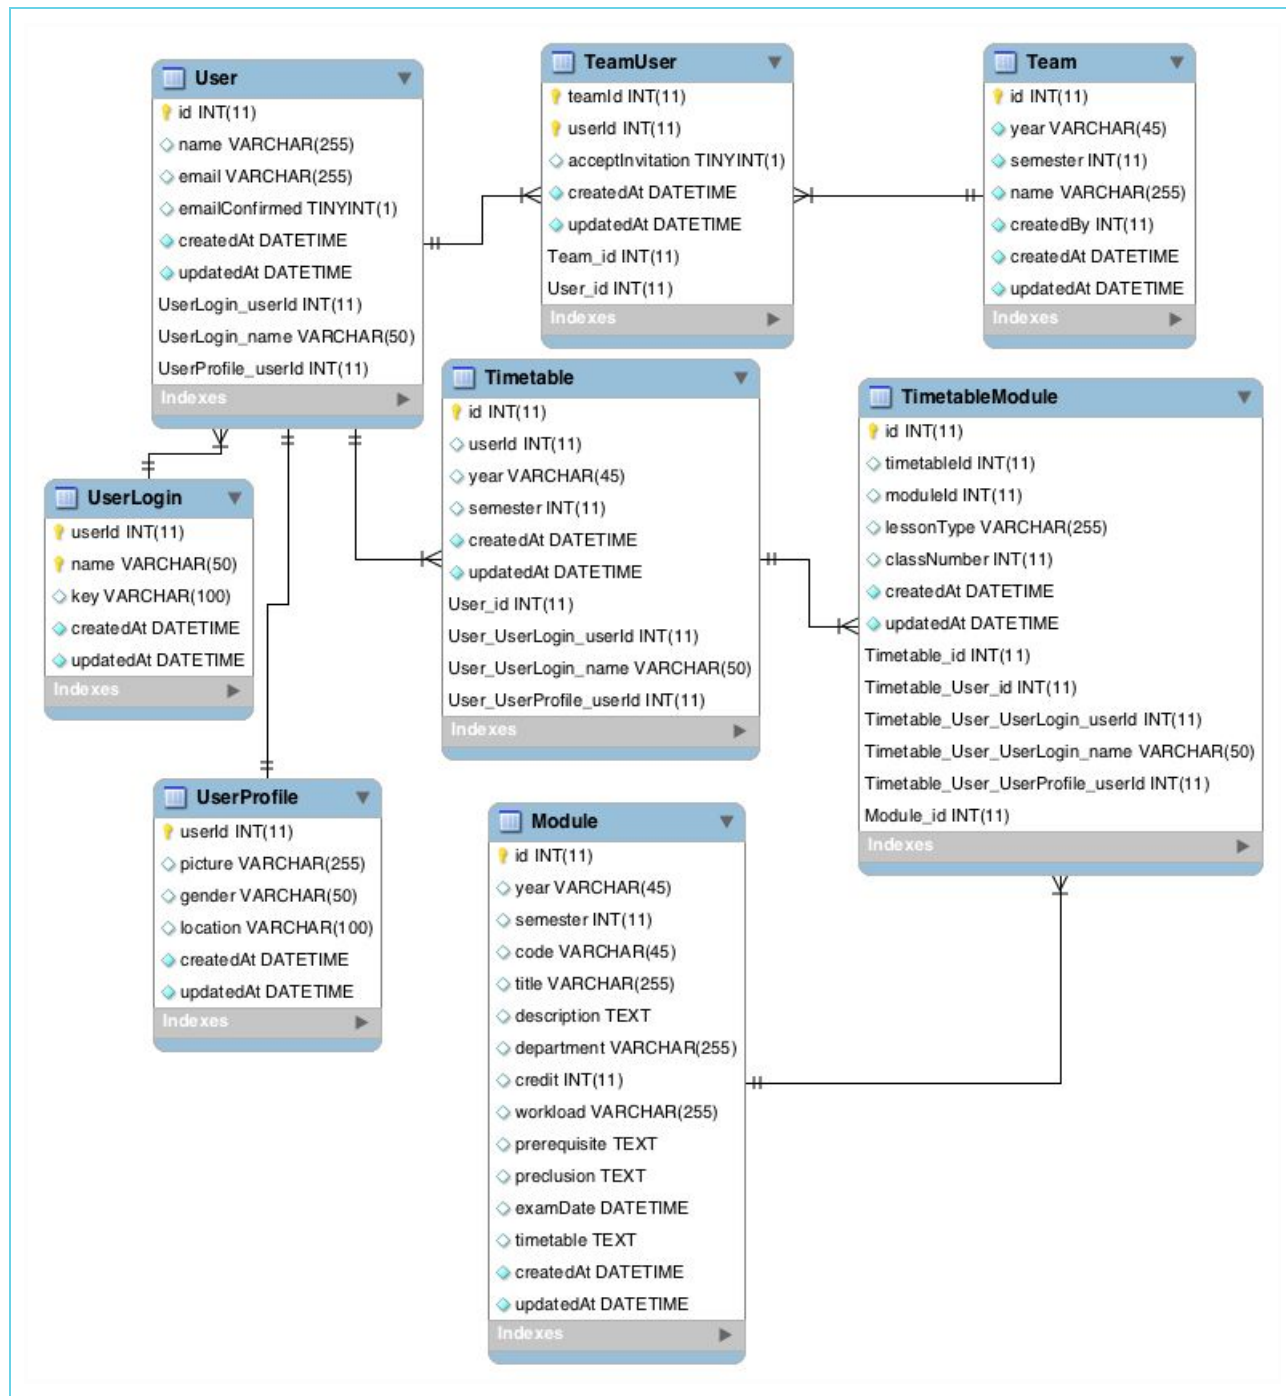 User
id INT(11)
name VARCHAR(255)
email VARCHAR(255)
emailConfirmed TINYINT(1)
createdAt DATETIME
updatedAt DATETIME
UserLogin_userId INT(11)
UserLogin_name VARCHAR(50)
UserProfile_userId INT(11)
Indexes
TeamUser
teamId INT(11)
userId INT(11)
acceptInvitation TINYINT(1)
createdAt DATETIME
updatedAt DATETIME
Team_id INT(11)
User_id INT(11)
Indexes
Team
id INT(11)
year VARCHAR(45)
semester INT(11)
name VARCHAR(255)
createdBy INT(11)
createdAt DATETIME
updatedAt DATETIME
Indexes
Timetable
id INT(11)
userId INT(11)
year VARCHAR(45)
semester INT(11)
createdAt DATETIME
updatedAt DATETIME
User_id INT(11)
User_UserLogin_userId INT(11)
User_UserLogin_name VARCHAR(50)
User_UserProfile_userId INT(11)
Indexes
TimetableModule
id INT(11)
timetableId INT(11)
moduleId INT(11)
lessonType VARCHAR(255)
classNumber INT(11)
createdAt DATETIME
updatedAt DATETIME
Timetable_id INT(11)
Timetable_User_id INT(11)
Timetable_User_UserLogin_userId INT(11)
Timetable_User_UserLogin_name VARCHAR(50)
Timetable_User_UserProfile_userId INT(11)
Module_id INT(11)
Indexes
UserLogin
userId INT(11)
name VARCHAR(50)
key VARCHAR(100)
createdAt DATETIME
updatedAt DATETIME
Indexes
UserProfile
userId INT(11)
picture VARCHAR(255)
gender VARCHAR(50)
location VARCHAR(100)
createdAt DATETIME
updatedAt DATETIME
Indexes
Module
id INT(11)
year VARCHAR(45)
semester INT(11)
code VARCHAR(45)
title VARCHAR(255)
description TEXT
department VARCHAR(255)
credit INT(11)
workload VARCHAR(255)
prerequisite TEXT
preclusion TEXT
examDate DATETIME
timetable TEXT
createdAt DATETIME
updatedAt DATETIME
Indexes